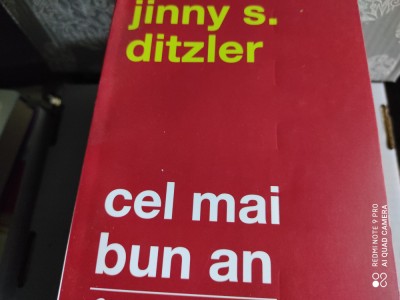 jinny s.
ditzler
cel mai
bun an
REDMI NOTE 9 PRO
AI QUAD CAMERA